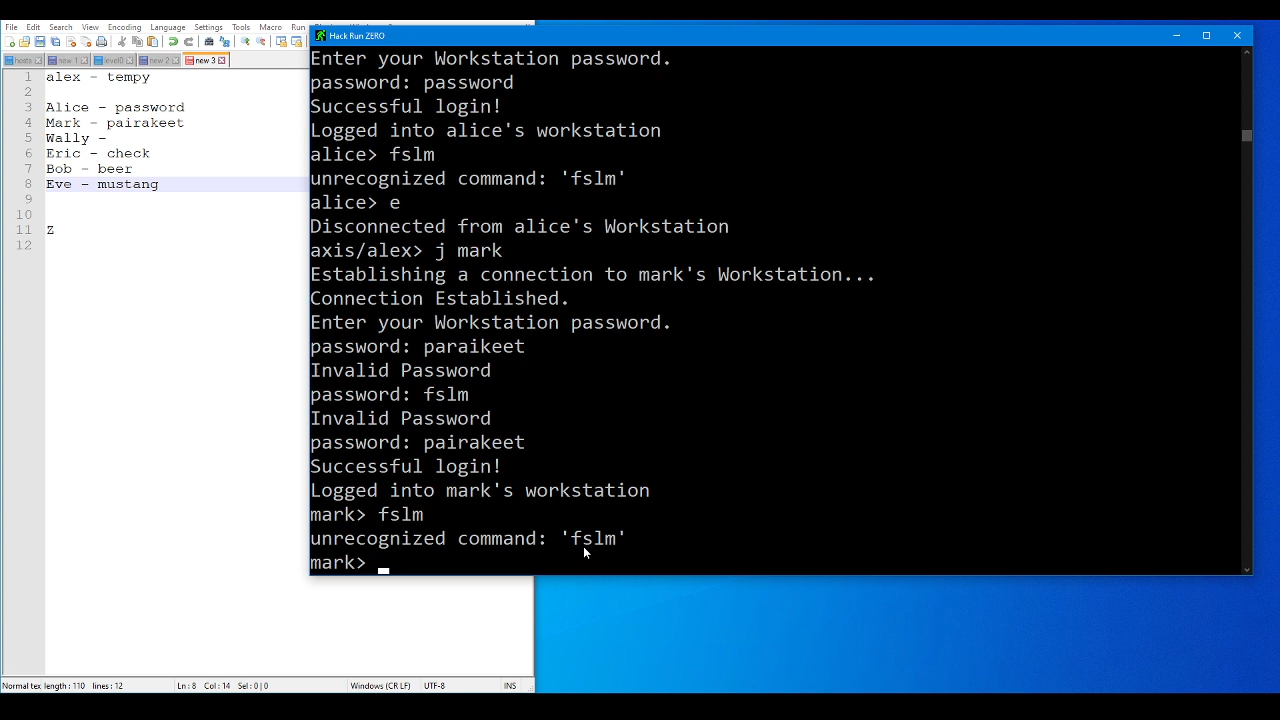 File Edit Search View Encoding Language Settings Tools Macro Run
Hack Run ZERO
hosts new 1 level0 new 2 new 3
1 alex - tempy
2
3 Alice - password
4 Mark - pairakeet
5 Wally -
6 Eric - check
7 Bob - beer
8 Eve - mustang
9
10
11 Z
12
Enter your Workstation password.
password: password
Successful login!
Logged into alice's workstation
alice> fslm
unrecognized command: 'fslm'
alice> e
Disconnected from alice's Workstation
axis/alex> j mark
Establishing a connection to mark's Workstation...
Connection Established.
Enter your Workstation password.
password: paraikeet
Invalid Password
password: fslm
Invalid Password
password: pairakeet
Successful login!
Logged into mark's workstation
mark> fslm
unrecognized command: 'fslm'
mark>
Normal tex length : 110 lines : 12 Ln : 8 Col : 14 Sel : 0 | 0 Windows (CR LF) UTF-8 INS